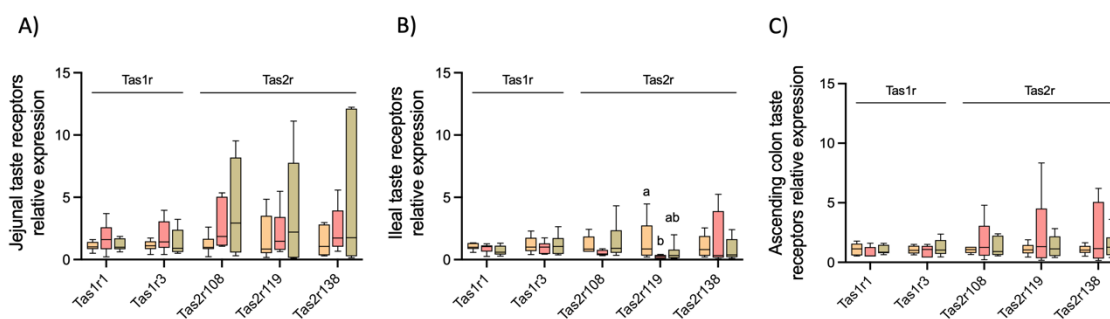 A)
Jejunal taste receptors
relative expression
15
10
5
0
Tas1r
Tas2r
Tas1r1
Tas1r3
Tas2r108
Tas2r119
Tas2r138
B)
Ileal taste receptors
relative expression
15
10
5
0
Tas1r
Tas2r
a
b
ab
Tas1r1
Tas1r3
Tas2r108
Tas2r119
Tas2r138
C)
Ascending colon taste
receptors relative expression
15
10
5
0
Tas1r
Tas2r
Tas1r1
Tas1r3
Tas2r108
Tas2r119
Tas2r138